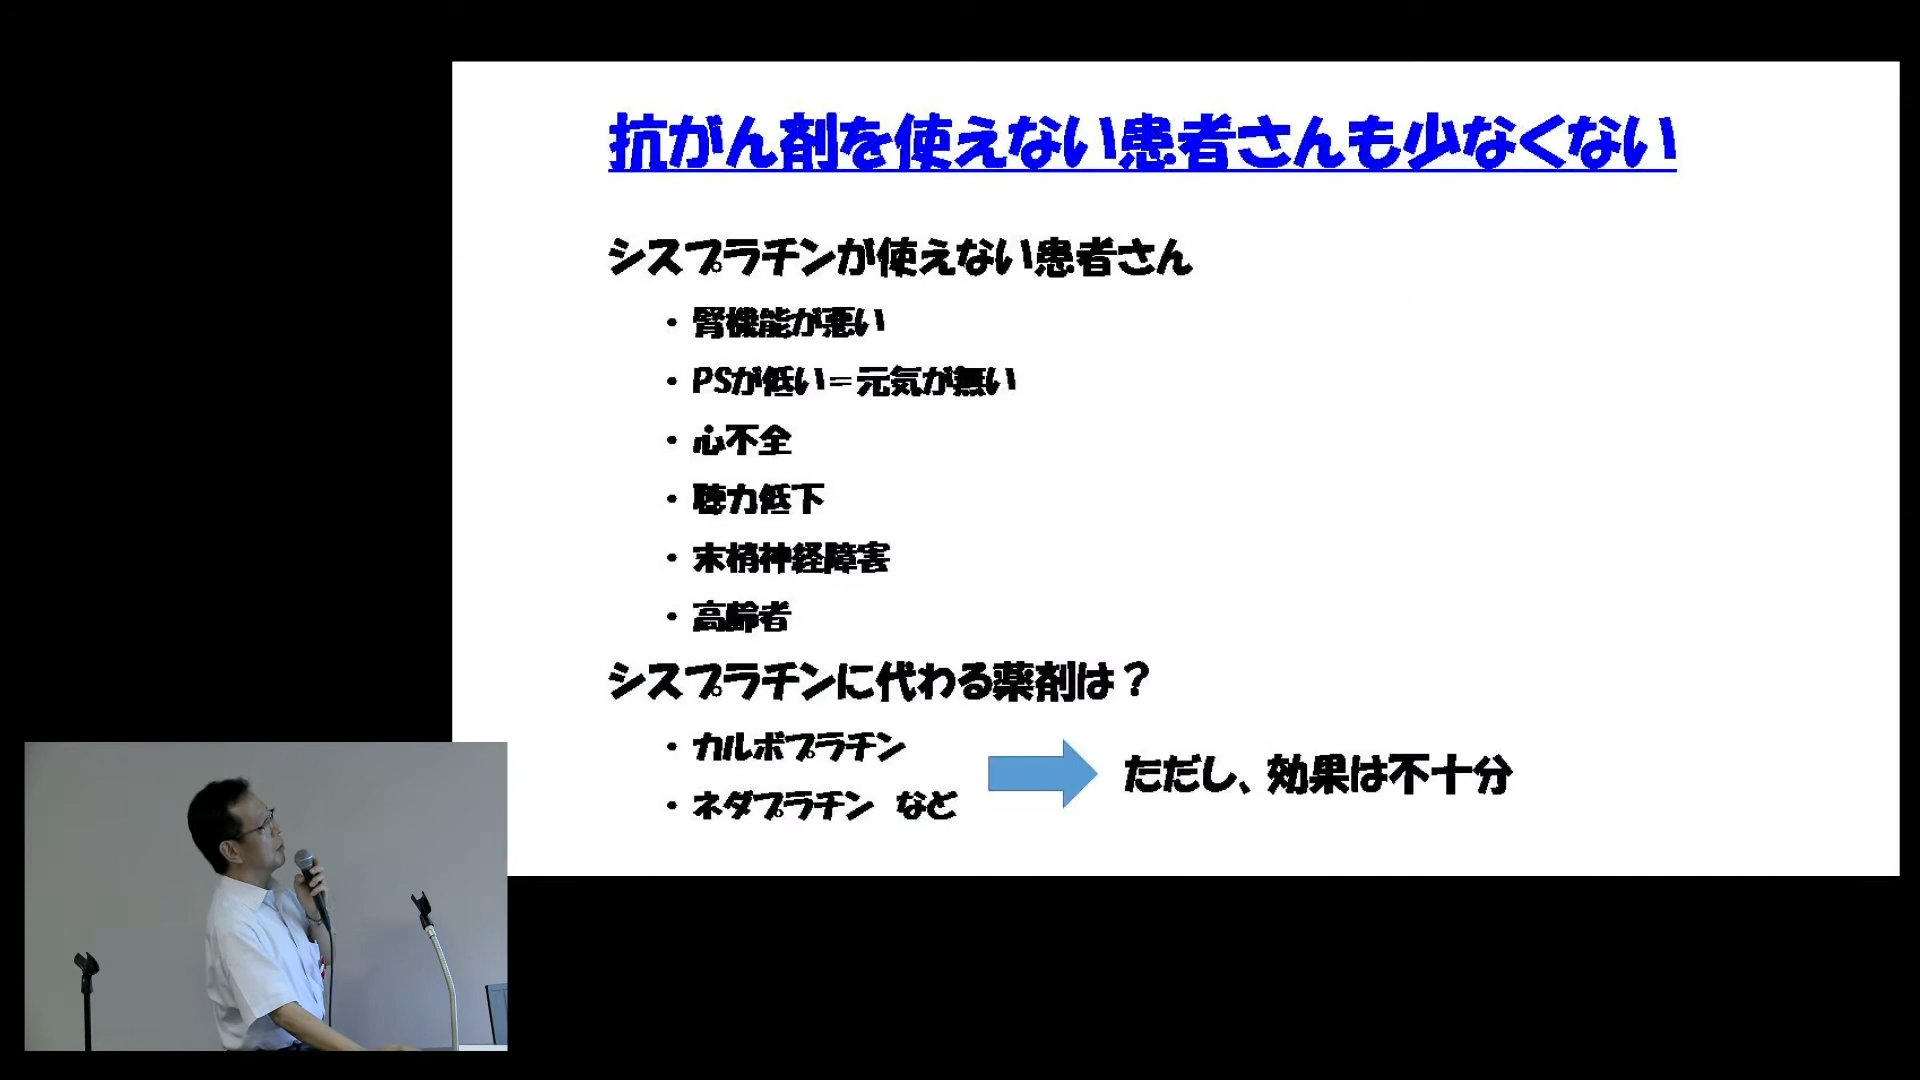 抗がん剤を使えない患者さんも少なくない
シスプラチンが使えない患者さん
・腎機能が悪い
・PSが低い＝元気が無い
・心不全
・聴力低下
・末梢神経障害
・高齢者
シスプラチンに代わる薬剤は？
・カルボプラチン
・ネダプラチン など
ただし、効果は不十分